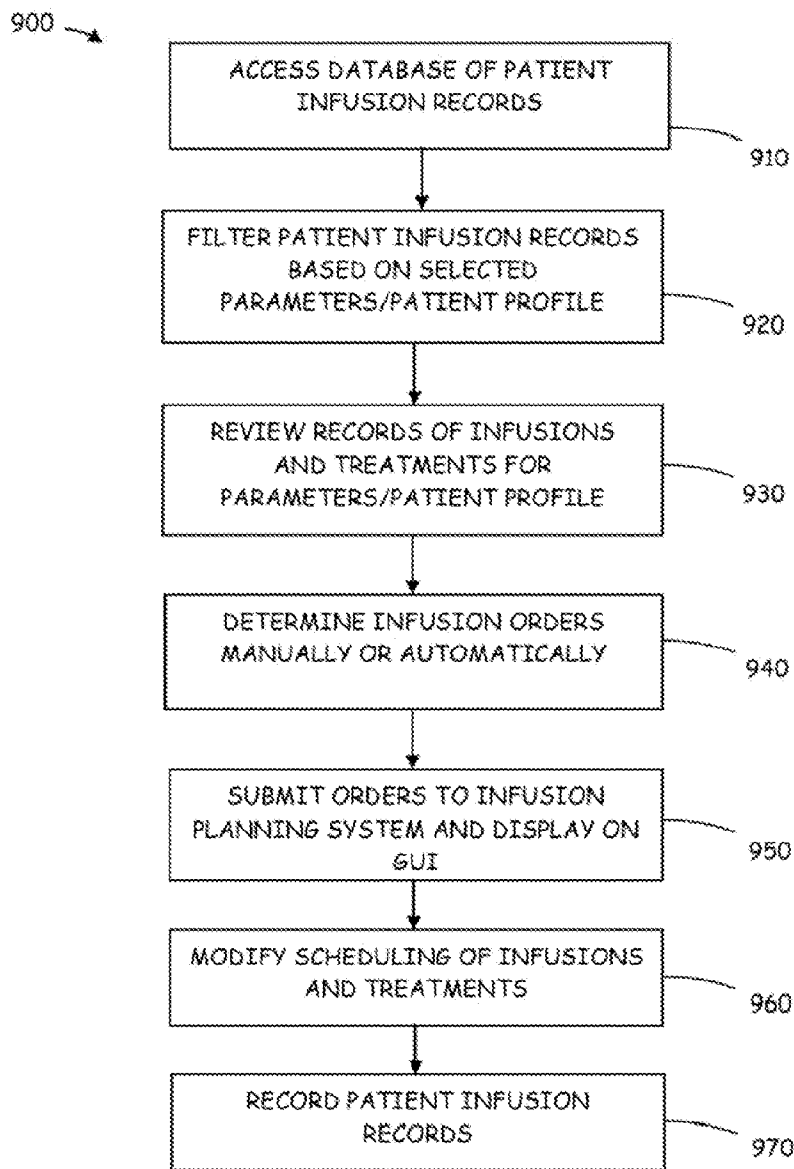 900
ACCESS DATABASE OF PATIENT
INFUSION RECORDS
910
FILTER PATIENT INFUSION RECORDS
BASED ON SELECTED
PARAMETERS/PATIENT PROFILE
920
REVIEW RECORDS OF INFUSIONS
AND TREATMENTS FOR
PARAMETERS/PATIENT PROFILE
930
DETERMINE INFUSION ORDERS
MANUALLY OR AUTOMATICALLY
940
SUBMIT ORDERS TO INFUSION
PLANNING SYSTEM AND DISPLAY ON
GUI
950
MODIFY SCHEDULING OF INFUSIONS
AND TREATMENTS
960
RECORD PATIENT INFUSION
RECORDS
970